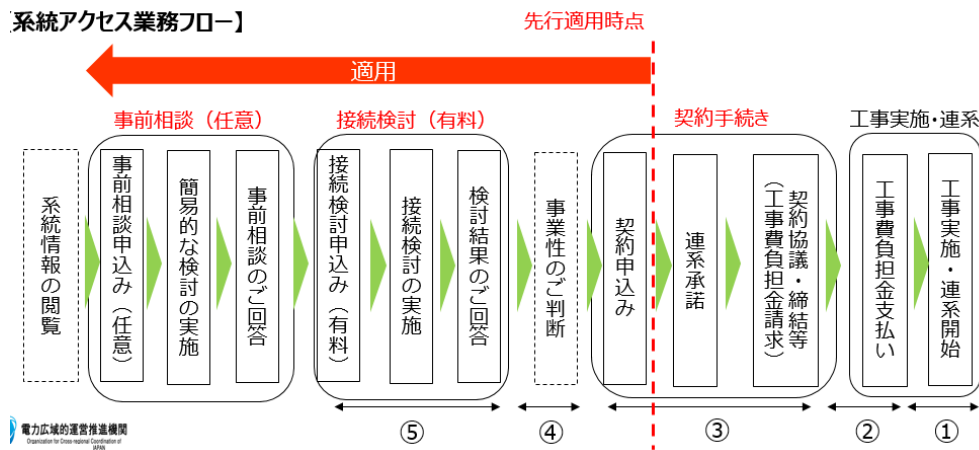 【系統アクセス業務フロー】
先行適用時点
適用
事前相談（任意）
接続検討（有料）
契約手続き
工事実施・連系
系統情報の閲覧
事前相談申込み（任意）
簡易的な検討の実施
事前相談のご回答
接続検討申込み（有料）
接続検討の実施
検討結果のご回答
事業性のご判断
契約申込み
連系承諾
契約協議・締結等
（工事費負担金請求）
工事費負担金支払い
工事実施・連系開始
⑤
④
③
②
①
電力広域的運営推進機関
Organization for Cross-regional Coordination of
JAPAN